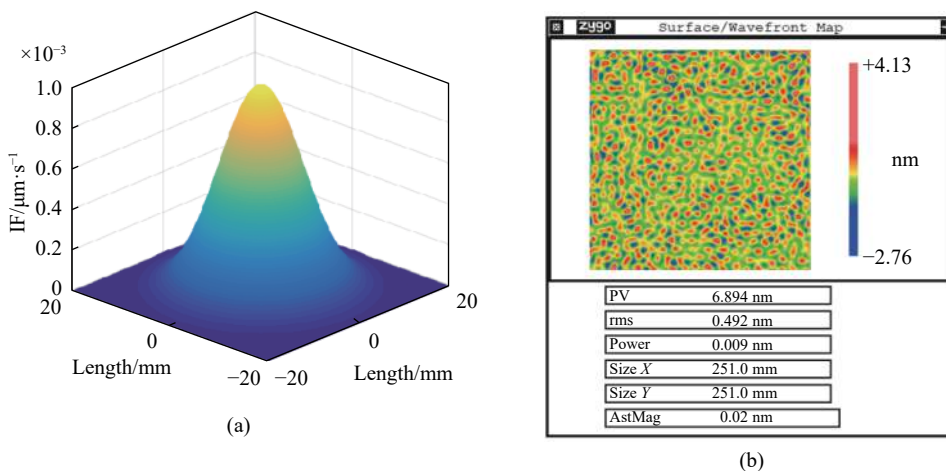 ×10⁻³
1.0
0.8
0.6
0.4
0.2
0
IF/μm·s⁻¹
20
0
−20
Length/mm
−20
0
20
Length/mm
(a)
zygo Surface/Wavefront Map
+4.13
nm
−2.76
PV 6.894 nm
rms 0.492 nm
Power 0.009 nm
Size X 251.0 mm
Size Y 251.0 mm
AstMag 0.02 nm
(b)